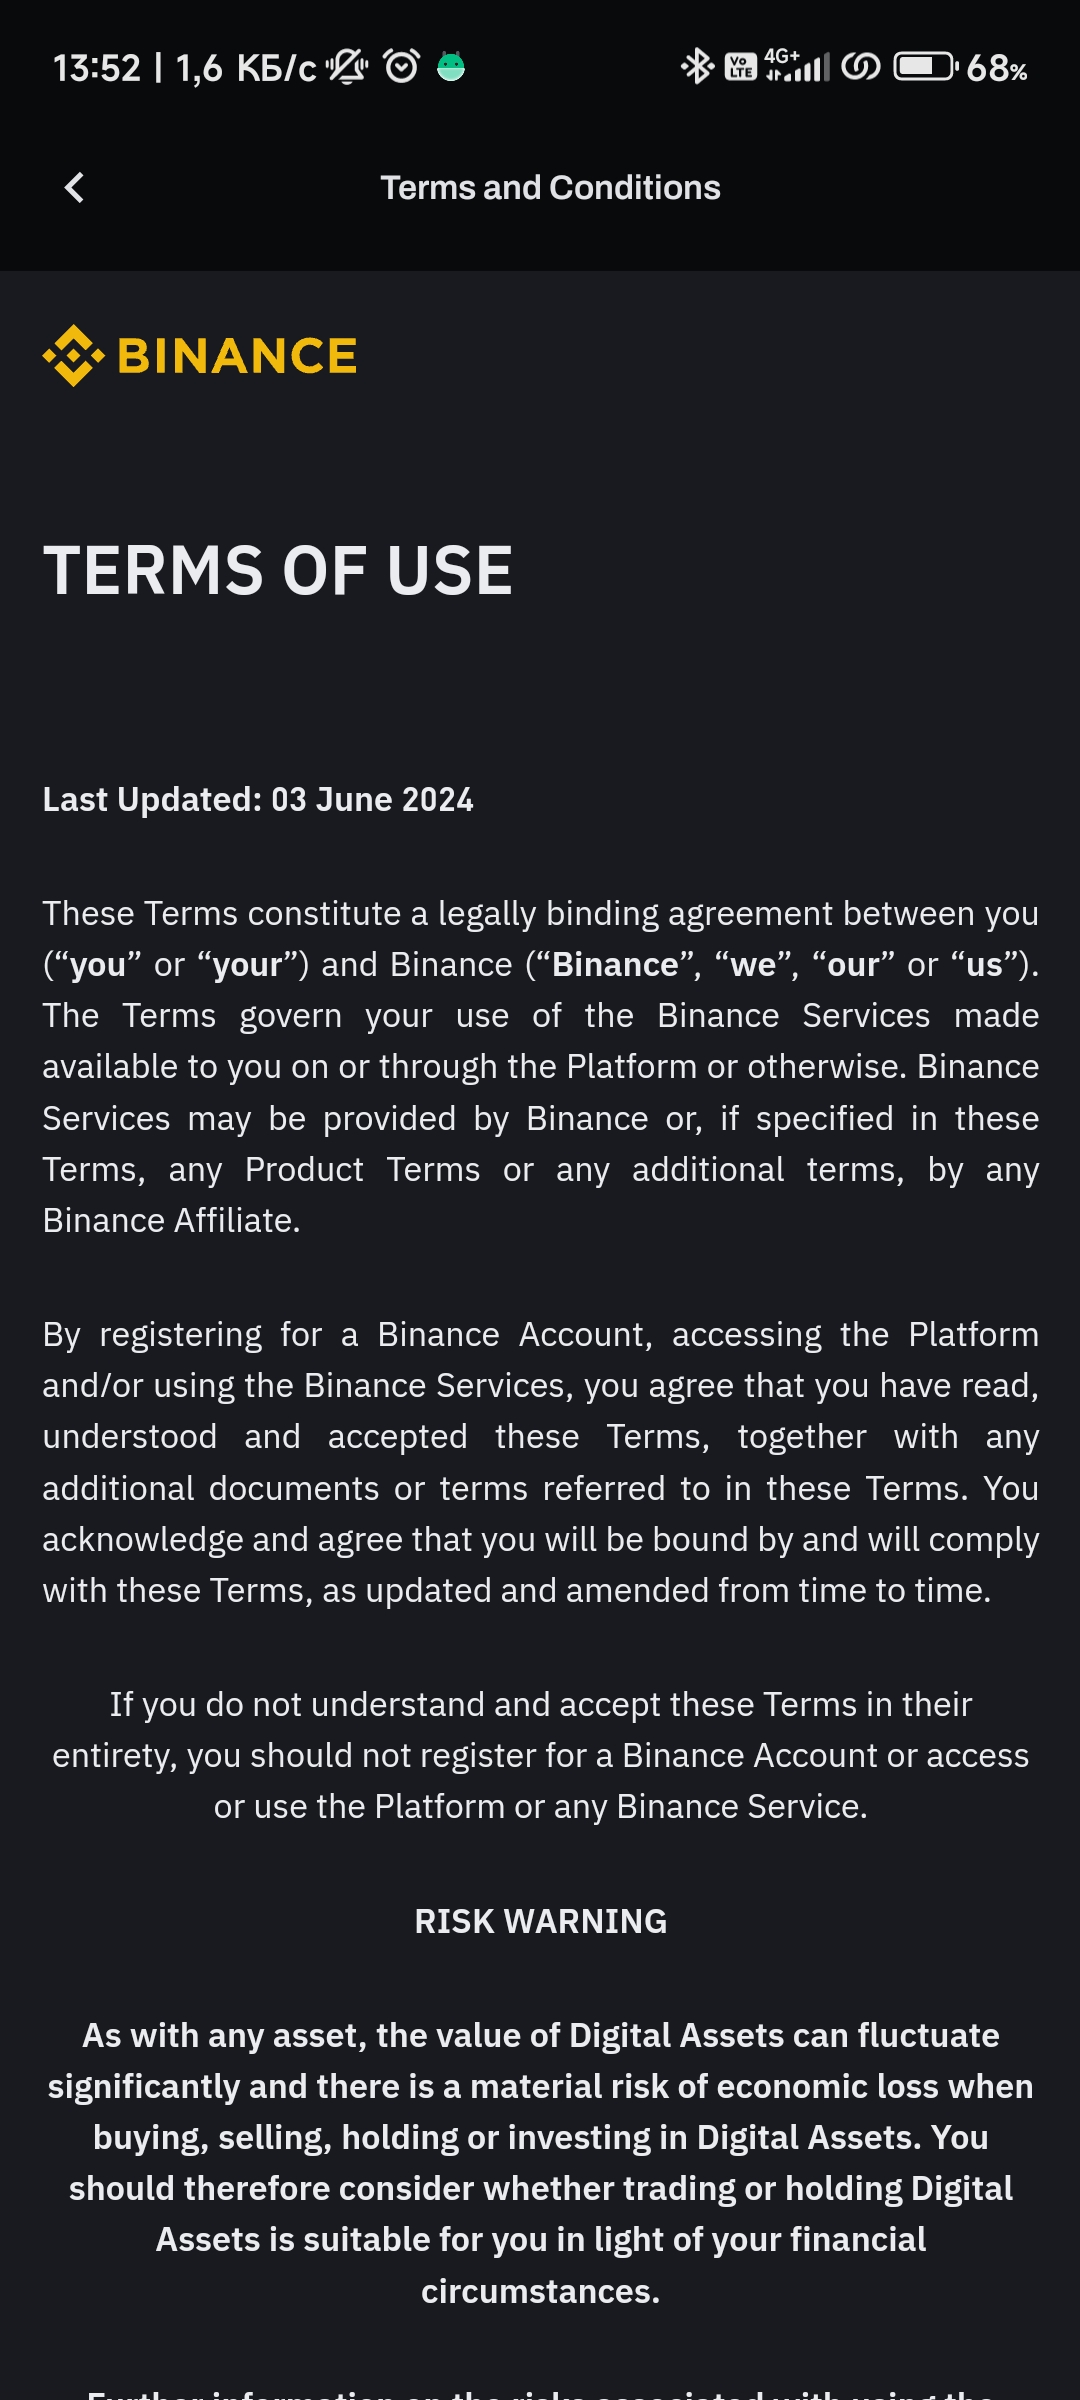 13:52 | 1,6 КБ/с
Vo LTE 4G+ 68%
Terms and Conditions
BINANCE
TERMS OF USE
Last Updated: 03 June 2024
These Terms constitute a legally binding agreement between you
(“you” or “your”) and Binance (“Binance”, “we”, “our” or “us”).
The Terms govern your use of the Binance Services made
available to you on or through the Platform or otherwise. Binance
Services may be provided by Binance or, if specified in these
Terms, any Product Terms or any additional terms, by any
Binance Affiliate.
By registering for a Binance Account, accessing the Platform
and/or using the Binance Services, you agree that you have read,
understood and accepted these Terms, together with any
additional documents or terms referred to in these Terms. You
acknowledge and agree that you will be bound by and will comply
with these Terms, as updated and amended from time to time.
If you do not understand and accept these Terms in their
entirety, you should not register for a Binance Account or access
or use the Platform or any Binance Service.
RISK WARNING
As with any asset, the value of Digital Assets can fluctuate
significantly and there is a material risk of economic loss when
buying, selling, holding or investing in Digital Assets. You
should therefore consider whether trading or holding Digital
Assets is suitable for you in light of your financial
circumstances.
Further information on the risks associated with using the